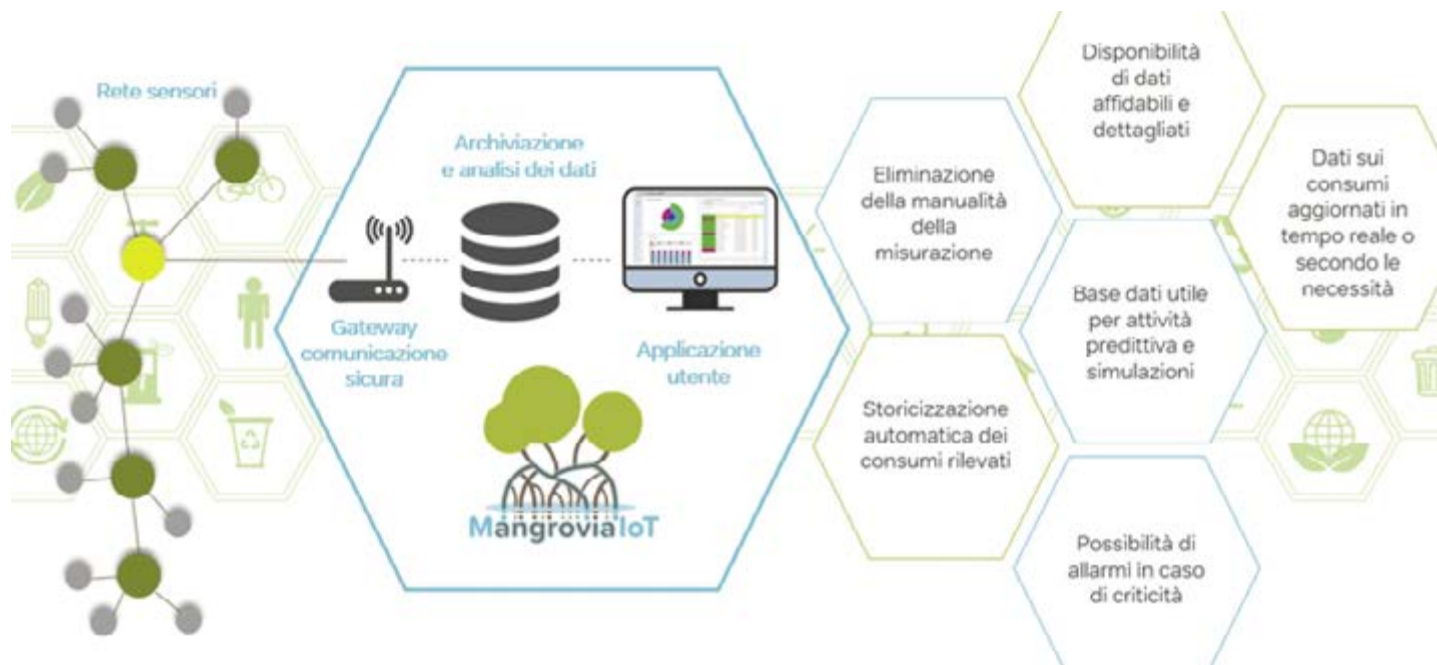 Rete sensori
Archiviazione
e analisi dei dati
Gateway
comunicazione
sicura
Applicazione
utente
MangroviaIoT
Eliminazione
della manualità
della
misurazione
Disponibilità
di dati
affidabili e
dettagliati
Dati sui
consumi
aggiornati in
tempo reale o
secondo le
necessità
Base dati utile
per attività
predittiva e
simulazioni
Storicizzazione
automatica dei
consumi rilevati
Possibilità di
allarmi in caso
di criticità